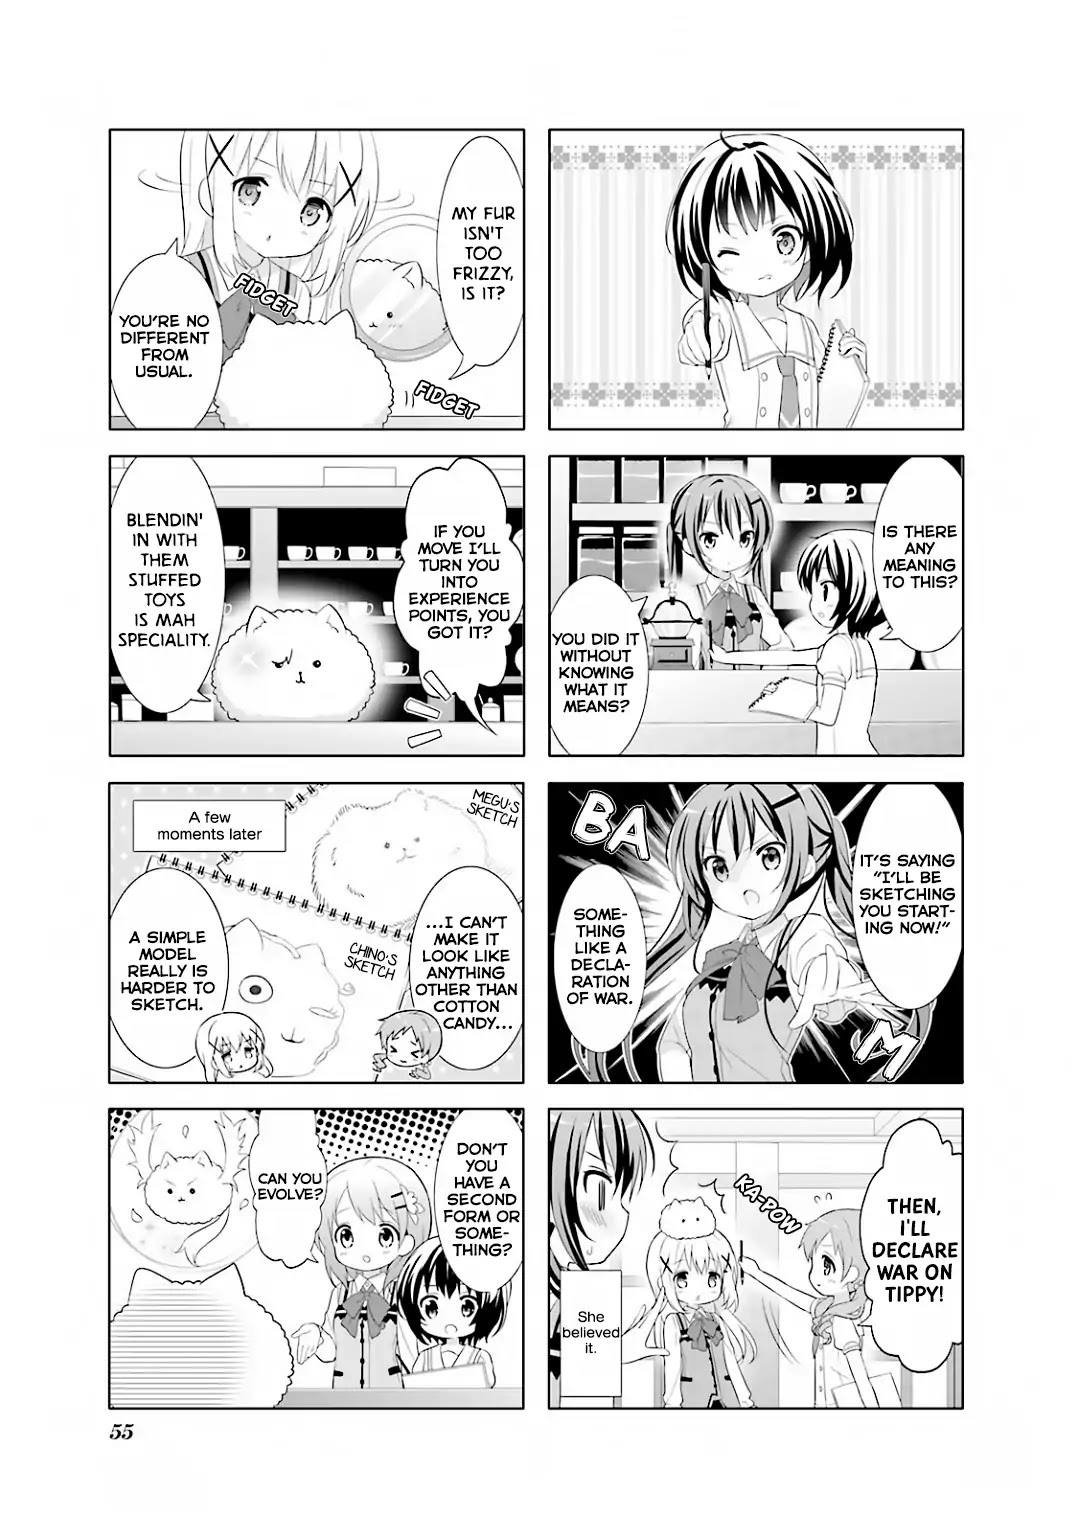 IS THERE
ANY
MEANING
TO THIS?
YOU DID IT
WITHOUT
KNOWING
WHAT IT
MEANS?
IT'S SAYING
"I'LL BE
SKETCHING
YOU START-
ING NOW!"
BA
M
SOME-
THING
LIKE A
DECLA-
RATION
OF WAR.
THEN,
I'LL
DECLARE
WAR ON
TIPPY!
KA-POW
She
believed
it.
MY FUR
ISN'T
TOO
FRIZZY,
IS IT?
FIDGET
FIDGET
YOU'RE NO
DIFFERENT
FROM
USUAL.
IF YOU
MOVE I'LL
TURN YOU
INTO
EXPERIENCE
POINTS, YOU
GOT IT?
BLENDIN'
IN WITH
THEM
STUFFED
TOYS
IS MAH
SPECIALITY.
A few
moments later
MEGU'S
SKETCH
CHINO'S
SKETCH
...I CAN'T
MAKE IT
LOOK LIKE
ANYTHING
OTHER THAN
COTTON
CANDY...
A SIMPLE
MODEL
REALLY IS
HARDER TO
SKETCH.
DON'T
YOU
HAVE A
SECOND
FORM OR
SOME-
THING?
CAN YOU
EVOLVE?
55